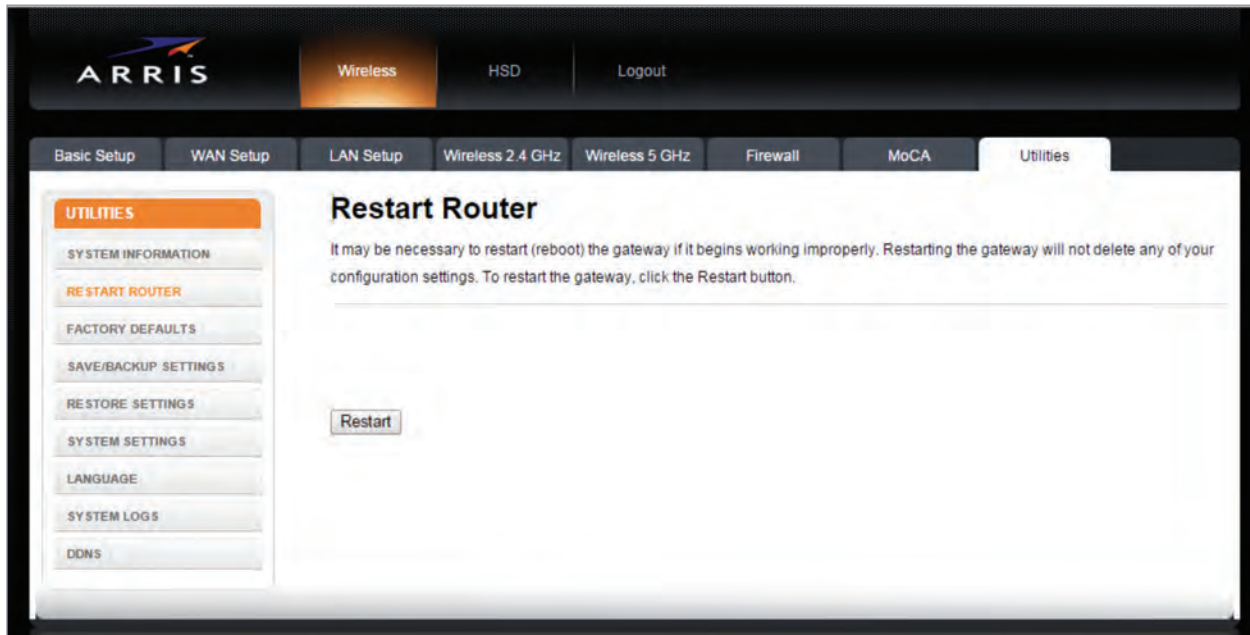 ARRIS
Wireless HSD Logout
Basic Setup WAN Setup LAN Setup Wireless 2.4 GHz Wireless 5 GHz Firewall MoCA Utilities
UTILITIES
SYSTEM INFORMATION
RESTART ROUTER
FACTORY DEFAULTS
SAVE/BACKUP SETTINGS
RESTORE SETTINGS
SYSTEM SETTINGS
LANGUAGE
SYSTEM LOGS
DDNS
Restart Router
It may be necessary to restart (reboot) the gateway if it begins working improperly. Restarting the gateway will not delete any of your
configuration settings. To restart the gateway, click the Restart button.
Restart